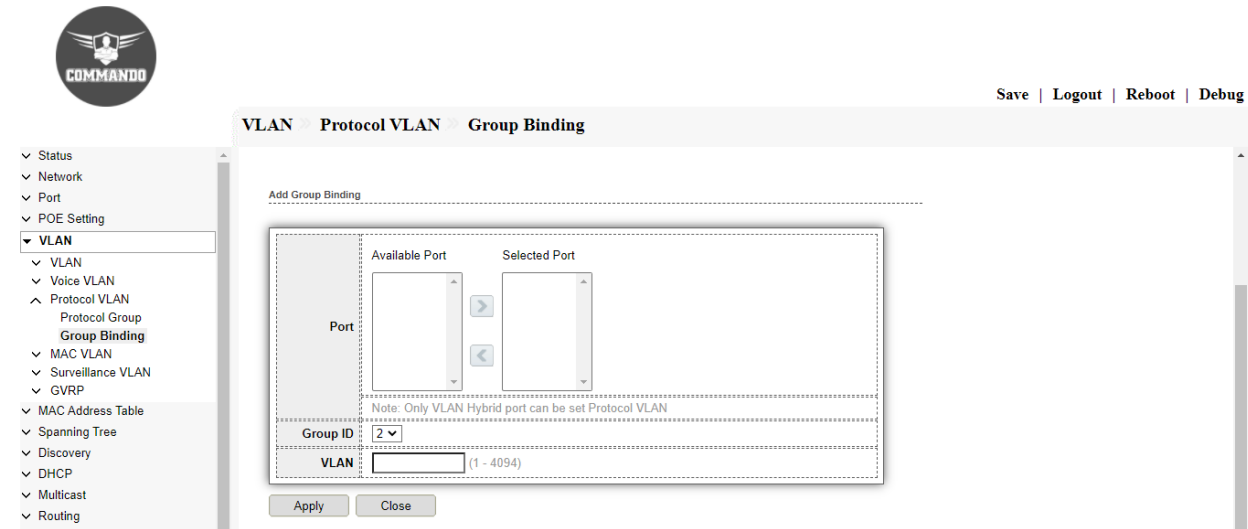 COMMANDO
Save | Logout | Reboot | Debug
VLAN » Protocol VLAN » Group Binding
Status
Network
Port
POE Setting
VLAN
VLAN
Voice VLAN
Protocol VLAN
Protocol Group
Group Binding
MAC VLAN
Surveillance VLAN
GVRP
MAC Address Table
Spanning Tree
Discovery
DHCP
Multicast
Routing
Add Group Binding
Available Port Selected Port
Port
Note: Only VLAN Hybrid port can be set Protocol VLAN
Group ID 2
VLAN (1 - 4094)
Apply Close